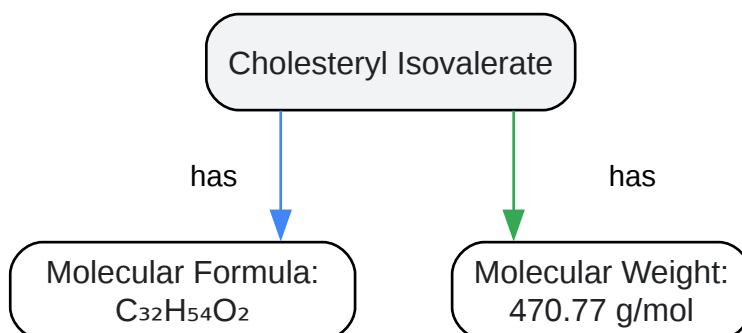 Cholesteryl Isovalerate
has
has
Molecular Formula:
C₃₂H₅₄O₂
Molecular Weight:
470.77 g/mol